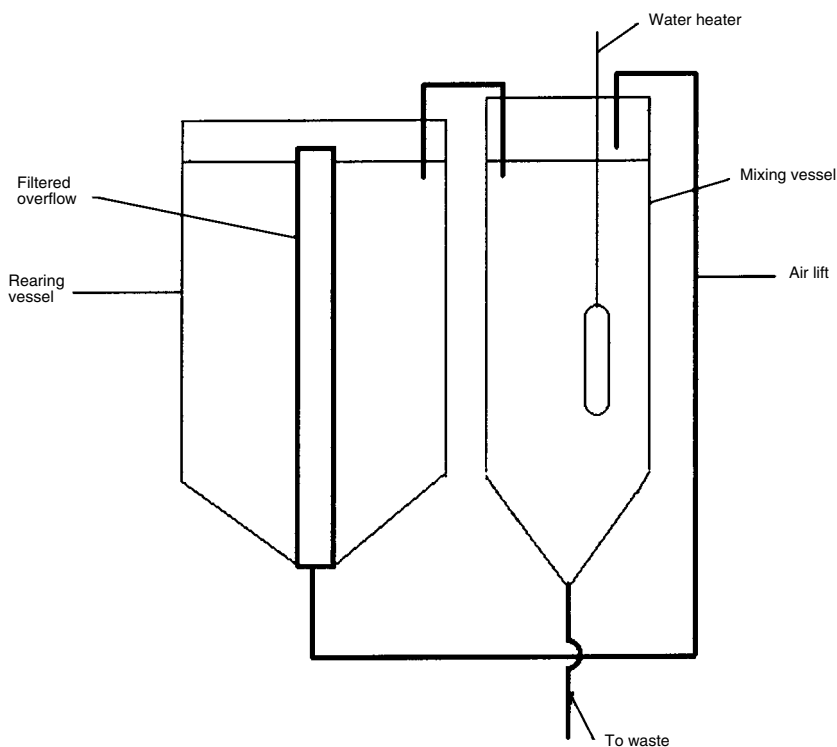 Water heater
Mixing vessel
Filtered
overflow
Rearing
vessel
Air lift
To waste